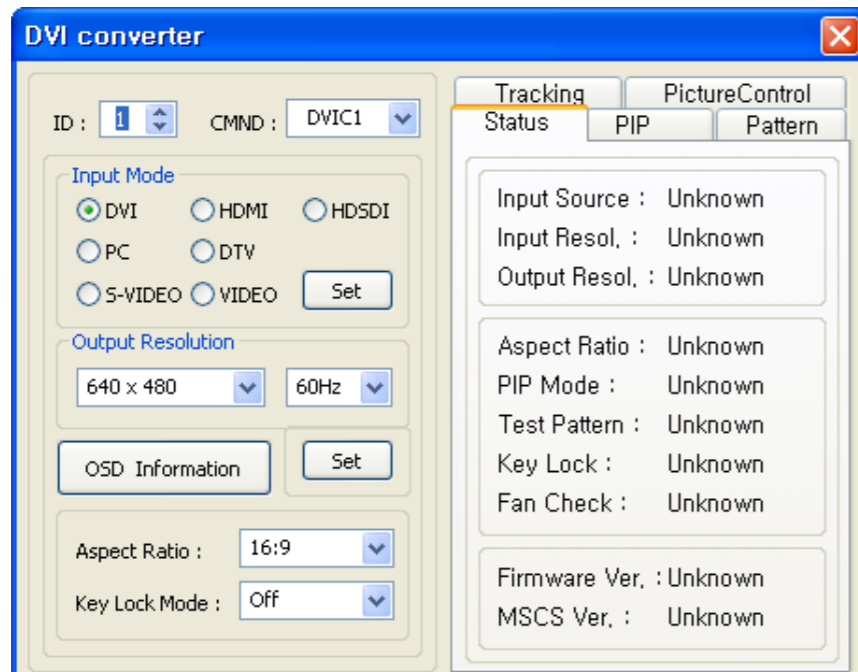 DVI converter
ID : 1 CMND : DVIC1
Input Mode
DVI HDMI HDSDI
PC DTV
S-VIDEO VIDEO Set
Output Resolution
640 x 480 60Hz
OSD Information Set
Aspect Ratio : 16:9
Key Lock Mode : Off
Tracking PictureControl
Status PIP Pattern
Input Source : Unknown
Input Resol. : Unknown
Output Resol. : Unknown
Aspect Ratio : Unknown
PIP Mode : Unknown
Test Pattern : Unknown
Key Lock : Unknown
Fan Check : Unknown
Firmware Ver. : Unknown
MSCS Ver. : Unknown